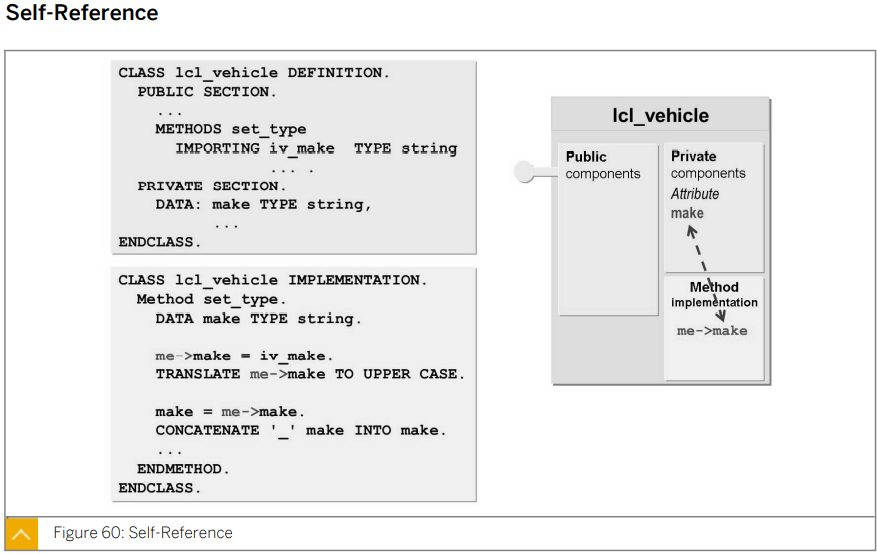 Self-Reference
CLASS lcl_vehicle DEFINITION.
PUBLIC SECTION.
...
METHODS set_type
IMPORTING iv_make TYPE string
... .
PRIVATE SECTION.
DATA: make TYPE string,
...
ENDCLASS.
CLASS lcl_vehicle IMPLEMENTATION.
Method set_type.
DATA make TYPE string.
me->make = iv_make.
TRANSLATE me->make TO UPPER CASE.
make = me->make.
CONCATENATE '_' make INTO make.
...
ENDMETHOD.
ENDCLASS.
lcl_vehicle
Public
components
Private
components
Attribute
make
Method
implementation
me->make
Figure 60: Self-Reference